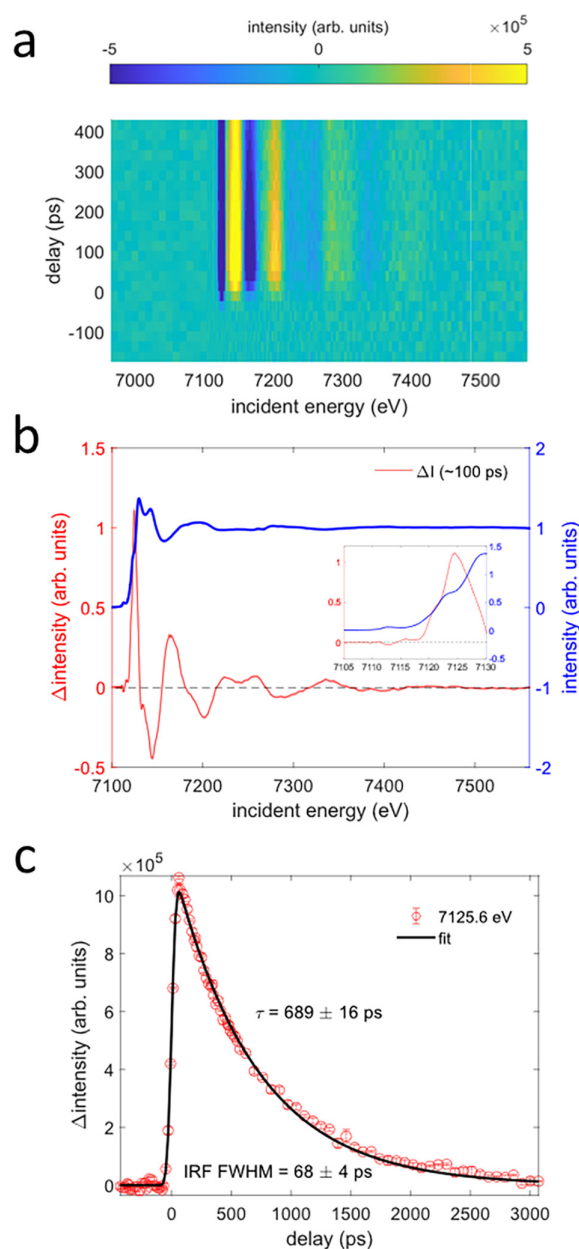 a
intensity (arb. units)
×10⁵
-5 0 5
delay (ps)
400
300
200
100
0
-100
7000 7100 7200 7300 7400 7500
incident energy (eV)
b
Δintensity (arb. units)
1.5
1
0.5
0
-0.5
ΔI (~100 ps)
2
1
0
-1
-2
intensity (arb. units)
1
0.5
0
1.5
1
0.5
0
-0.5
7105 7110 7115 7120 7125 7130
7100 7200 7300 7400 7500
incident energy (eV)
c
×10⁵
Δintensity (arb. units)
10
8
6
4
2
0
7125.6 eV
fit
τ = 689 ± 16 ps
IRF FWHM = 68 ± 4 ps
0 500 1000 1500 2000 2500 3000
delay (ps)